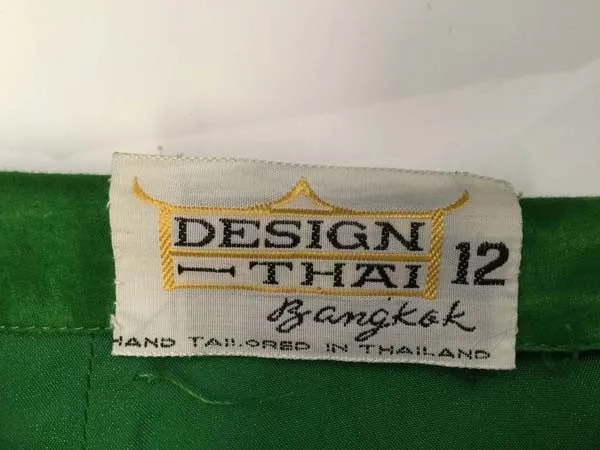 DESIGN
THAI 12
Bangkok
HAND TAILORED IN THAILAND